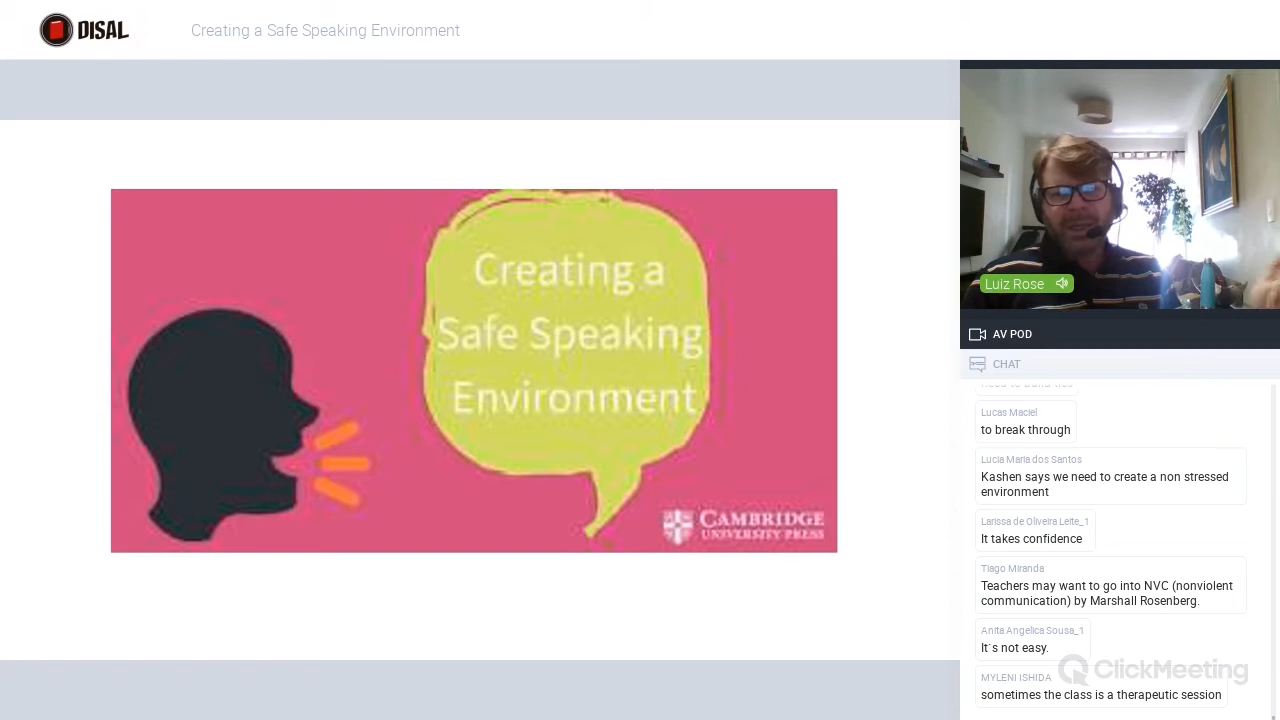 DISAL
Creating a Safe Speaking Environment
Creating a
Safe Speaking
Environment
CAMBRIDGE
UNIVERSITY PRESS
Luiz Rose
AV POD
CHAT
Lucas Maciel
to break through
Lucia Maria dos Santos
Kashen says we need to create a non stressed
environment
Larissa de Oliveira Leite_1
It takes confidence
Tiago Miranda
Teachers may want to go into NVC (nonviolent
communication) by Marshall Rosenberg.
Anita Angelica Sousa_1
It´s not easy.
ClickMeeting
MYLENI ISHIDA
sometimes the class is a therapeutic session